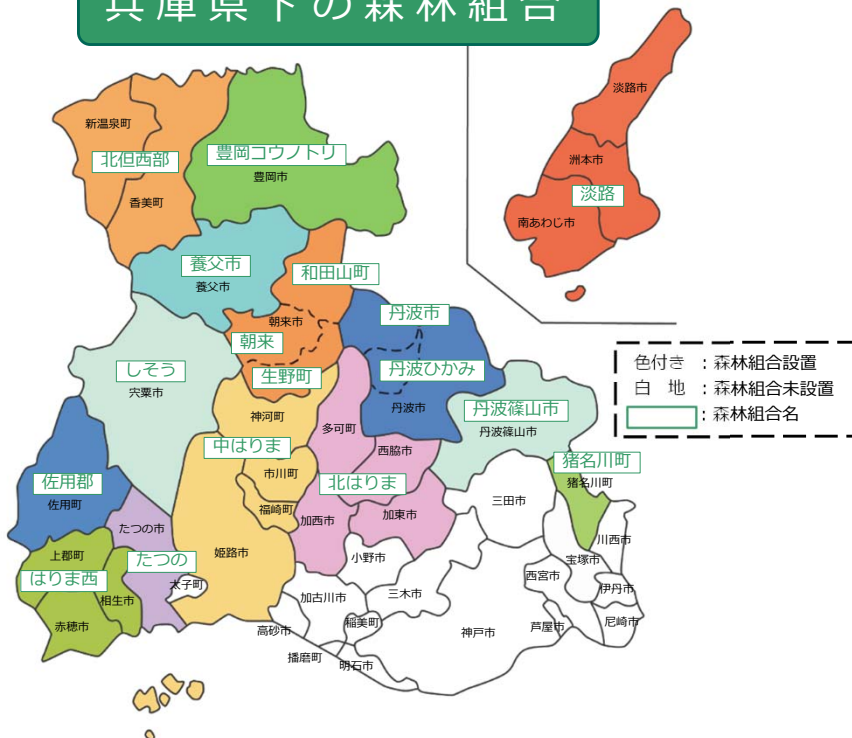 兵庫県下の森林組合
淡路市
洲本市
淡路
南あわじ市
新温泉町
北但西部
香美町
豊岡コウノトリ
豊岡市
養父市
養父市
和田山町
朝来市
朝来
生野町
丹波市
丹波ひかみ
丹波市
色付き ：森林組合設置
白 地 ：森林組合未設置
：森林組合名
しそう
宍粟市
神河町
中はりま
市川町
福崎町
姫路市
多可町
西脇市
北はりま
加西市
加東市
丹波篠山市
丹波篠山市
猪名川町
猪名川町
佐用郡
佐用町
たつの市
たつの
太子町
上郡町
はりま西
相生市
赤穂市
小野市
三田市
川西市
宝塚市
西宮市
伊丹市
加古川市
三木市
稲美町
神戸市
芦屋市
尼崎市
高砂市
播磨町
明石市